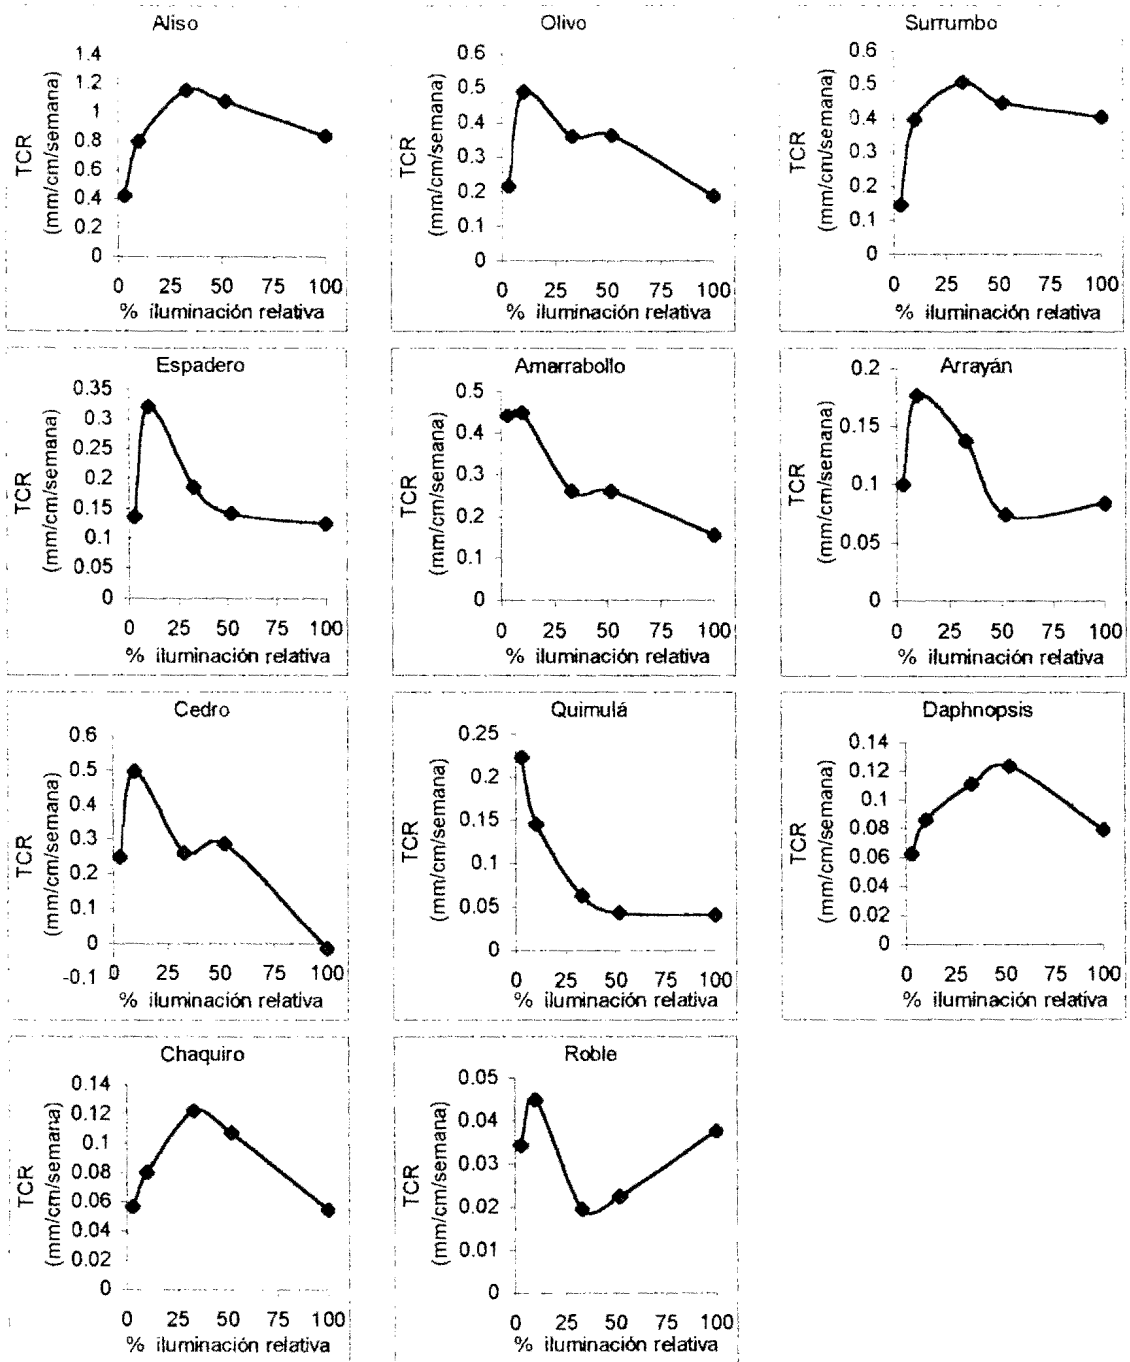 Aliso
TCR
(mm/cm/semana)
1.4
1.2
1
0.8
0.6
0.4
0.2
0
0 25 50 75 100
% iluminación relativa
Olivo
TCR
(mm/cm/semana)
0.6
0.5
0.4
0.3
0.2
0.1
0
0 25 50 75 100
% iluminación relativa
Surrumbo
TCR
(mm/cm/semana)
0.6
0.5
0.4
0.3
0.2
0.1
0
0 25 50 75 100
% iluminación relativa
Espadero
TCR
(mm/cm/semana)
0.35
0.3
0.25
0.2
0.15
0.1
0.05
0
0 25 50 75 100
% iluminación relativa
Amarrabollo
TCR
(mm/cm/semana)
0.5
0.4
0.3
0.2
0.1
0
0 25 50 75 100
% iluminación relativa
Arrayán
TCR
(mm/cm/semana)
0.2
0.15
0.1
0.05
0
0 25 50 75 100
% iluminación relativa
Cedro
TCR
(mm/cm/semana)
0.6
0.5
0.4
0.3
0.2
0.1
0
-0.1
0 25 50 75 100
% iluminación relativa
Quimulá
TCR
(mm/cm/semana)
0.25
0.2
0.15
0.1
0.05
0
0 25 50 75 100
% iluminación relativa
Daphnopsis
TCR
(mm/cm/semana)
0.14
0.12
0.1
0.08
0.06
0.04
0.02
0
0 25 50 75 100
% iluminación relativa
Chaquiro
TCR
(mm/cm/semana)
0.14
0.12
0.1
0.08
0.06
0.04
0.02
0
0 25 50 75 100
% iluminación relativa
Roble
TCR
(mm/cm/semana)
0.05
0.04
0.03
0.02
0.01
0
0 25 50 75 100
% iluminación relativa